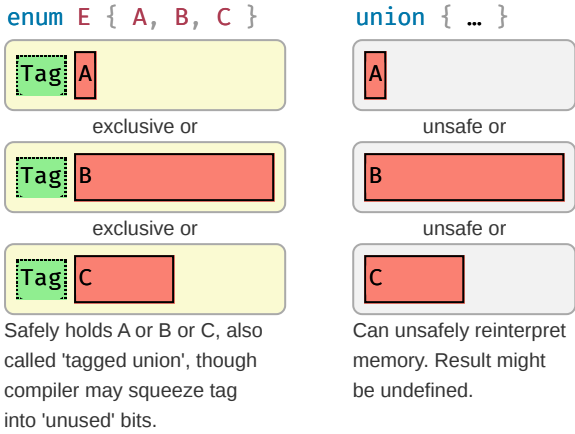 enum E { A, B, C }
Tag A
exclusive or
Tag B
exclusive or
Tag C
Safely holds A or B or C, also
called 'tagged union', though
compiler may squeeze tag
into 'unused' bits.
union { … }
A
unsafe or
B
unsafe or
C
Can unsafely reinterpret
memory. Result might
be undefined.